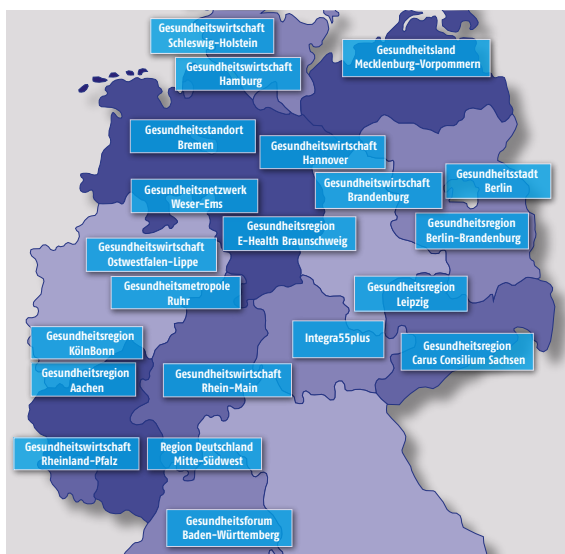 Gesundheitswirtschaft
Schleswig-Holstein
Gesundheitsland
Mecklenburg-Vorpommern
Gesundheitswirtschaft
Hamburg
Gesundheitsstandort
Bremen
Gesundheitswirtschaft
Hannover
Gesundheitswirtschaft
Brandenburg
Gesundheitsstadt
Berlin
Gesundheitsnetzwerk
Weser-Ems
Gesundheitsregion
E-Health Braunschweig
Gesundheitsregion
Berlin-Brandenburg
Gesundheitswirtschaft
Ostwestfalen-Lippe
Gesundheitsmetropole
Ruhr
Gesundheitsregion
Leipzig
Gesundheitsregion
KölnBonn
Integra55plus
Gesundheitsregion
Carus Consilium Sachsen
Gesundheitsregion
Aachen
Gesundheitswirtschaft
Rhein-Main
Gesundheitswirtschaft
Rheinland-Pfalz
Region Deutschland
Mitte-Südwest
Gesundheitsforum
Baden-Württemberg